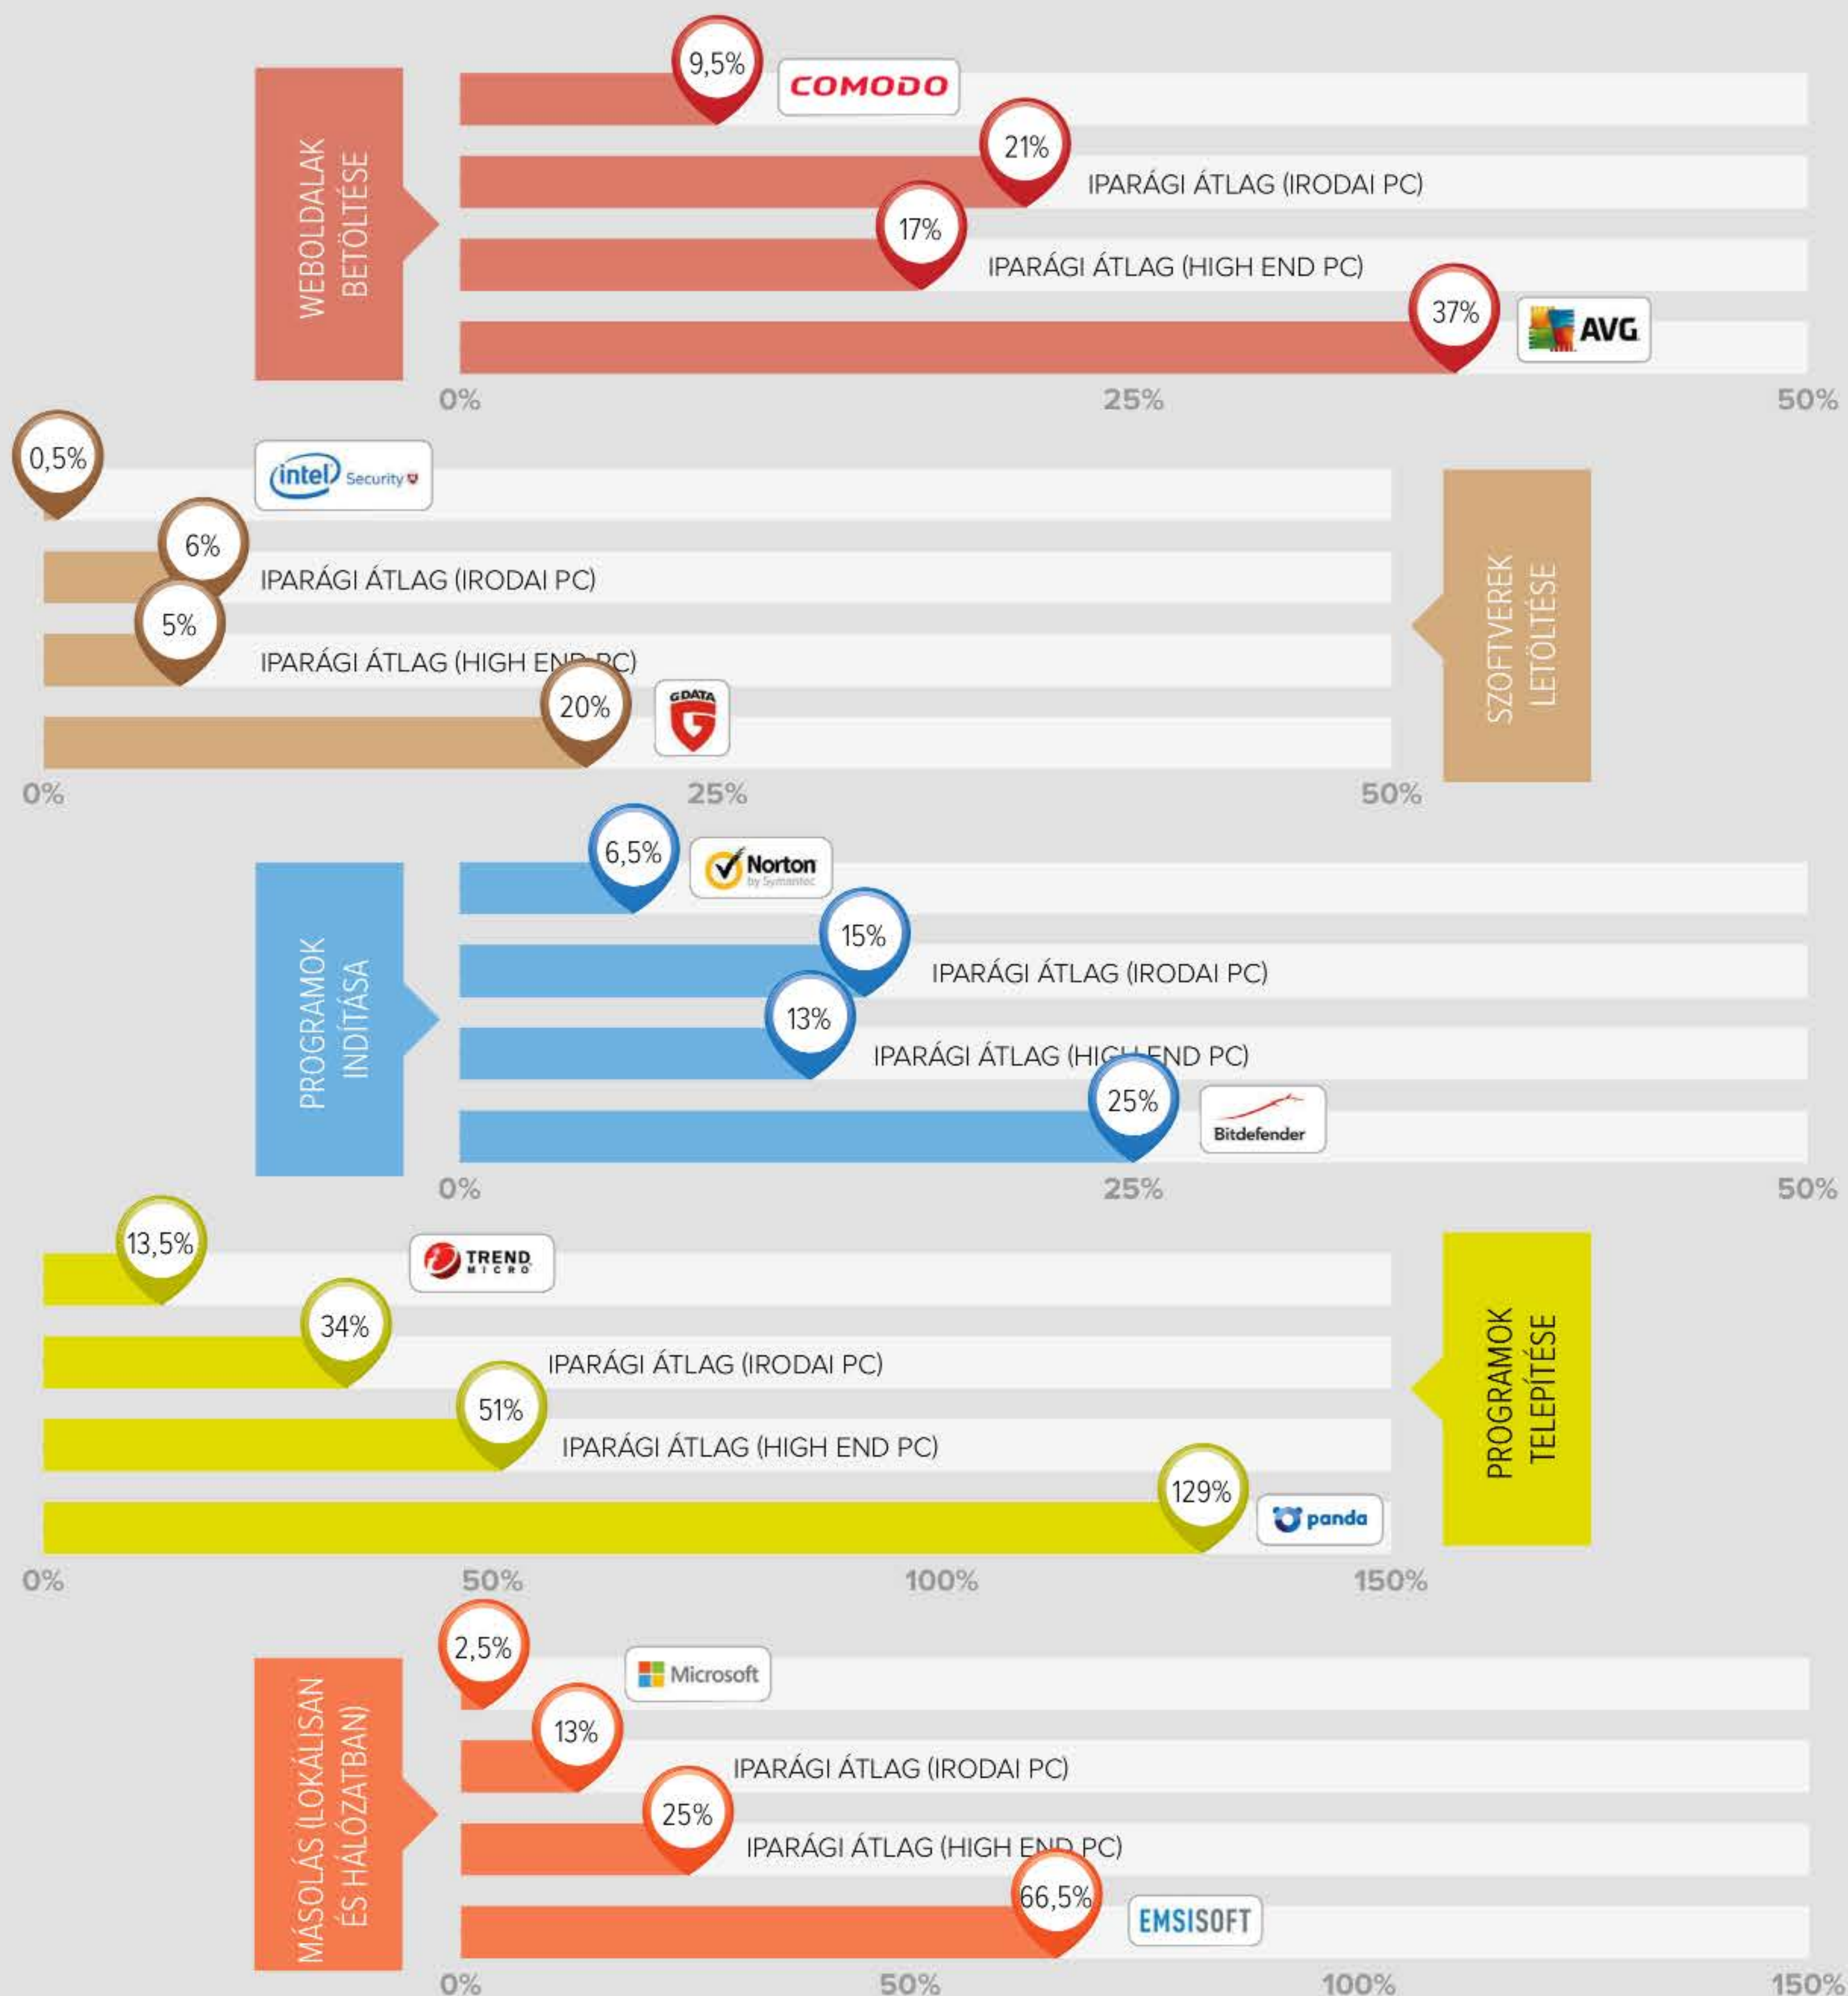 WEBOLDALAK
BETÖLTÉSE
9,5%
COMODO
21%
IPARÁGI ÁTLAG (IRODAI PC)
17%
IPARÁGI ÁTLAG (HIGH END PC)
37%
AVG
0% 25% 50%
SZOFTVEREK
LETÖLTÉSE
0,5%
intel Security
6%
IPARÁGI ÁTLAG (IRODAI PC)
5%
IPARÁGI ÁTLAG (HIGH END PC)
20%
G DATA
0% 25% 50%
PROGRAMOK
INDÍTÁSA
6,5%
Norton
by Symantec
15%
IPARÁGI ÁTLAG (IRODAI PC)
13%
IPARÁGI ÁTLAG (HIGH END PC)
25%
Bitdefender
0% 25% 50%
PROGRAMOK
TELEPÍTÉSE
13,5%
TREND
MICRO
34%
IPARÁGI ÁTLAG (IRODAI PC)
51%
IPARÁGI ÁTLAG (HIGH END PC)
129%
panda
0% 50% 100% 150%
MÁSOLÁS (LOKÁLISAN
ÉS HÁLÓZATBAN)
2,5%
Microsoft
13%
IPARÁGI ÁTLAG (IRODAI PC)
25%
IPARÁGI ÁTLAG (HIGH END PC)
66,5%
EMSISOFT
0% 50% 100% 150%